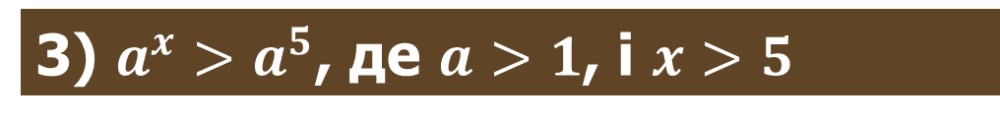 3) aˣ > a⁵, де a > 1, і x > 5